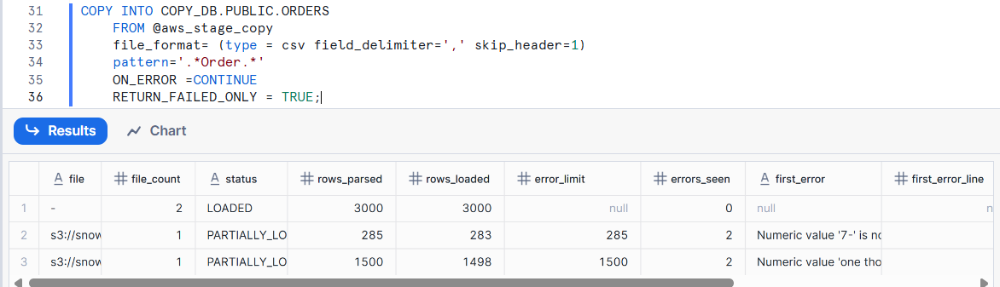 31 COPY INTO COPY_DB.PUBLIC.ORDERS
32 FROM @aws_stage_copy
33 file_format= (type = csv field_delimiter=',' skip_header=1)
34 pattern='.*Order.*'
35 ON_ERROR =CONTINUE
36 RETURN_FAILED_ONLY = TRUE;
Results Chart
A file # file_count A status # rows_parsed # rows_loaded # error_limit # errors_seen A first_error # first_error_line
1 - 2 LOADED 3000 3000 null 0 null n
2 s3://snow 1 PARTIALLY_LO 285 283 285 2 Numeric value '7-' is no
3 s3://snow 1 PARTIALLY_LO 1500 1498 1500 2 Numeric value 'one tho